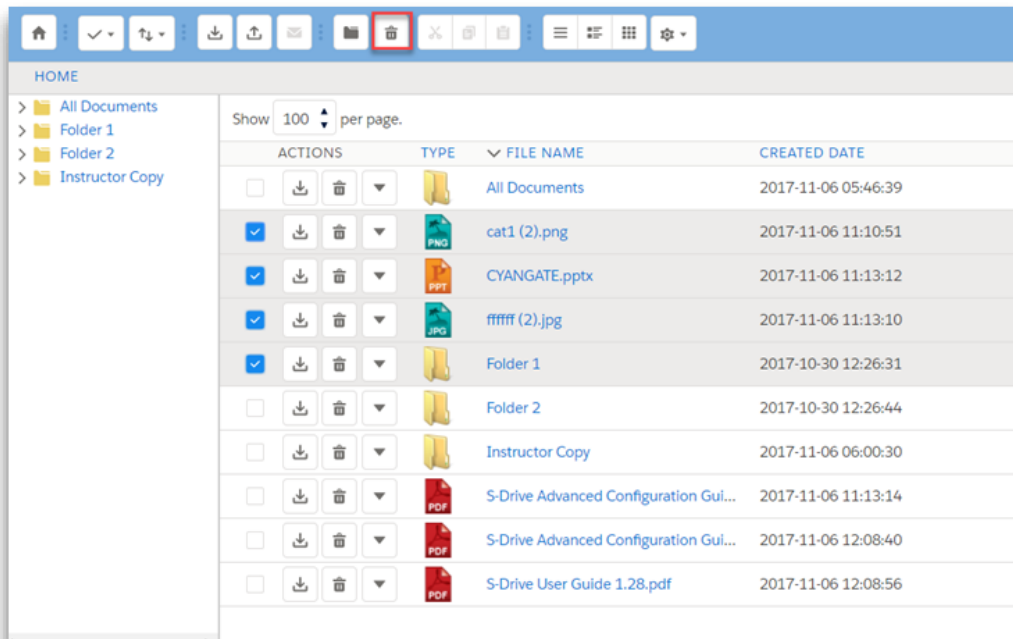 HOME
All Documents
Folder 1
Folder 2
Instructor Copy
Show 100 per page.
ACTIONS TYPE FILE NAME CREATED DATE
All Documents 2017-11-06 05:46:39
PNG cat1 (2).png 2017-11-06 11:10:51
P PPT CYANGATE.pptx 2017-11-06 11:13:12
JPG ffffff (2).jpg 2017-11-06 11:13:10
Folder 1 2017-10-30 12:26:31
Folder 2 2017-10-30 12:26:44
Instructor Copy 2017-11-06 06:00:30
PDF S-Drive Advanced Configuration Gui... 2017-11-06 11:13:14
PDF S-Drive Advanced Configuration Gui... 2017-11-06 12:08:40
PDF S-Drive User Guide 1.28.pdf 2017-11-06 12:08:56